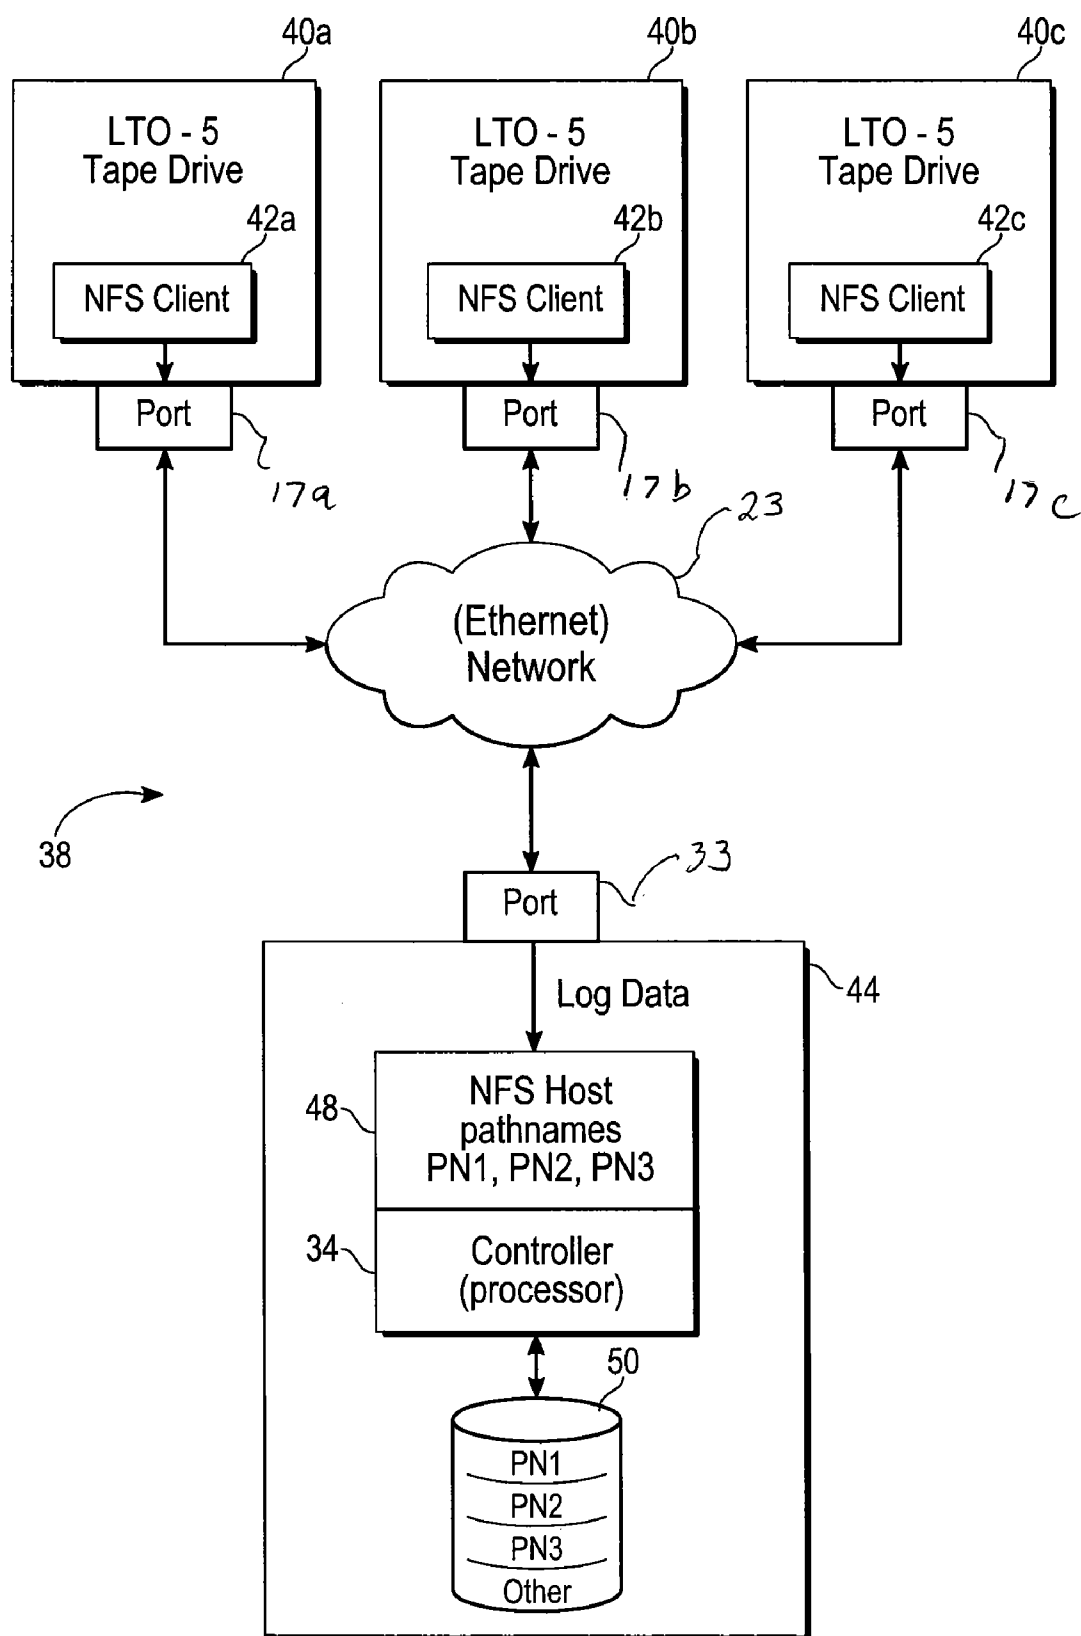 40a
40b
40c
LTO - 5
Tape Drive
LTO - 5
Tape Drive
LTO - 5
Tape Drive
42a
42b
42c
NFS Client
NFS Client
NFS Client
Port
Port
Port
17a
17b
17c
23
(Ethernet)
Network
38
33
Port
44
Log Data
48
NFS Host
pathnames
PN1, PN2, PN3
34
Controller
(processor)
50
PN1
PN2
PN3
Other